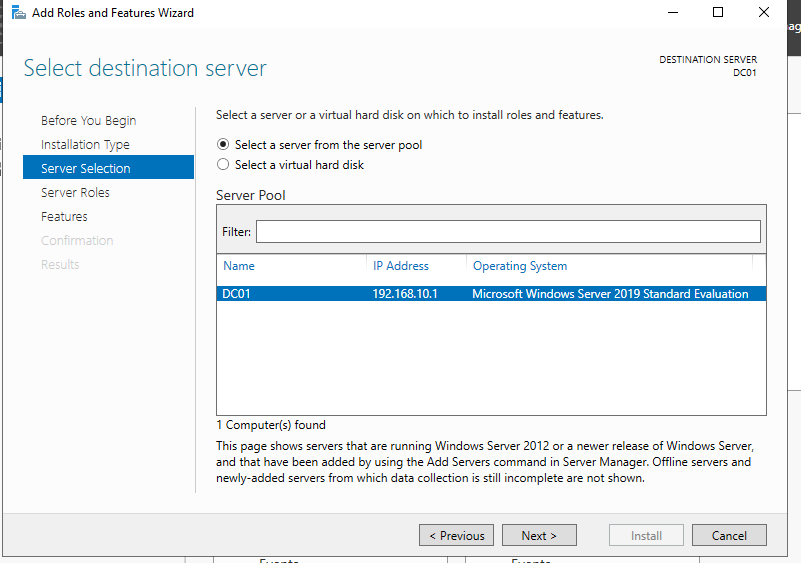 Add Roles and Features Wizard
Select destination server
DESTINATION SERVER
DC01
Before You Begin
Installation Type
Server Selection
Server Roles
Features
Confirmation
Results
Select a server or a virtual hard disk on which to install roles and features.
Select a server from the server pool
Select a virtual hard disk
Server Pool
Filter:
Name IP Address Operating System
DC01 192.168.10.1 Microsoft Windows Server 2019 Standard Evaluation
1 Computer(s) found
This page shows servers that are running Windows Server 2012 or a newer release of Windows Server,
and that have been added by using the Add Servers command in Server Manager. Offline servers and
newly-added servers from which data collection is still incomplete are not shown.
< Previous Next > Install Cancel